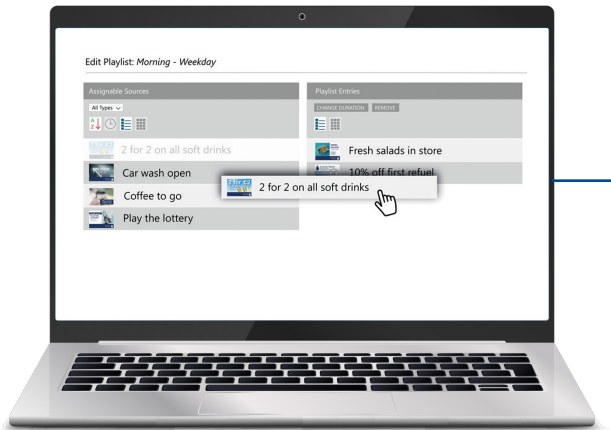 Edit Playlist: Morning - Weekday
Assignable Sources
All Types
A
Z
2 for 2 on all soft drinks
Car wash open
Coffee to go
Play the lottery
Playlist Entries
CHANGE DURATION REMOVE
Fresh salads in store
10% off first refuel
2 for 2 on all soft drinks